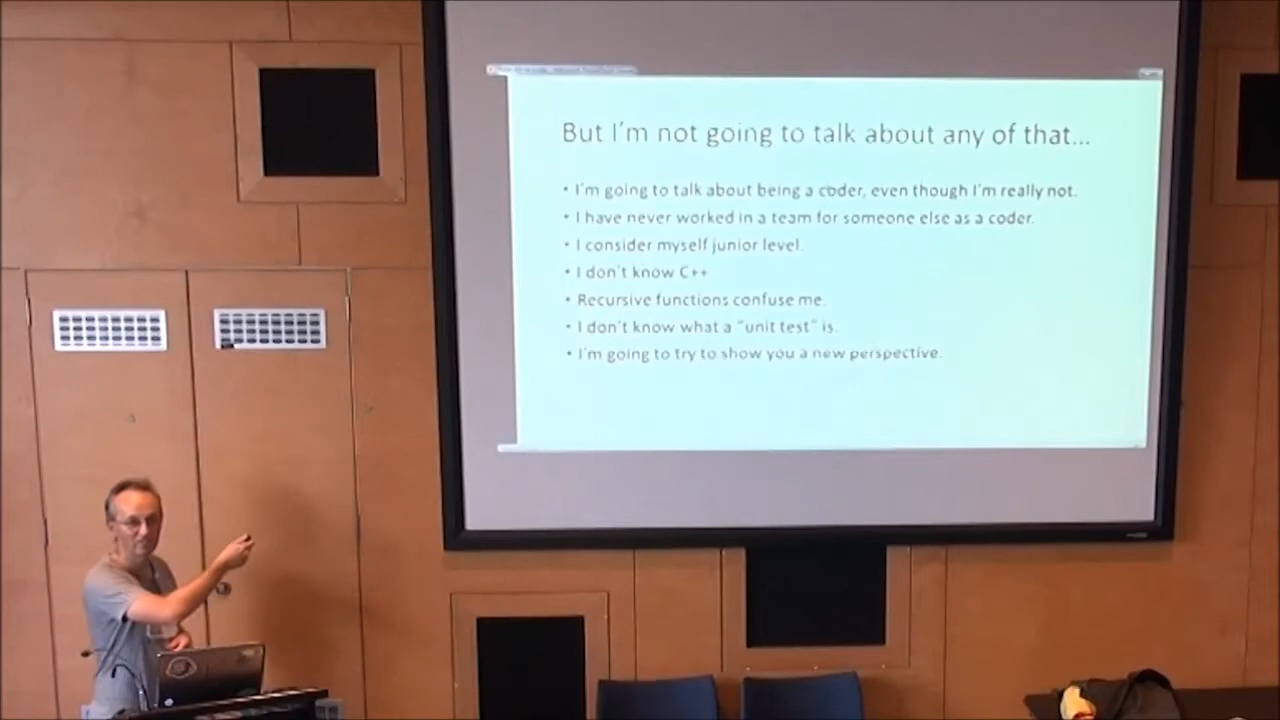 But I'm not going to talk about any of that...
• I'm going to talk about being a coder, even though I'm really not.
• I have never worked in a team for someone else as a coder.
• I consider myself junior level.
• I don't know C++
• Recursive functions confuse me.
• I don't know what a "unit test" is.
• I'm going to try to show you a new perspective.